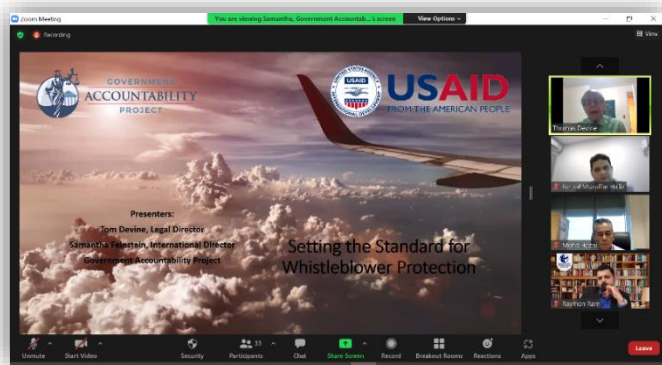 Zoom Meeting
You are viewing Samantha, Government Accountab...'s screen
View Options
Recording
View
GOVERNMENT
ACCOUNTABILITY
PROJECT
USAID
USAID
FROM THE AMERICAN PEOPLE
Presenters:
Tom Devine, Legal Director
Samantha Feinstein, International Director
Government Accountability Project
Setting the Standard for
Whistleblower Protection
Thomas Devine
Raymon Ram
Unmute
Start Video
Security
Participants
33
Chat
Share Screen
Record
Breakout Rooms
Reactions
Apps
Leave